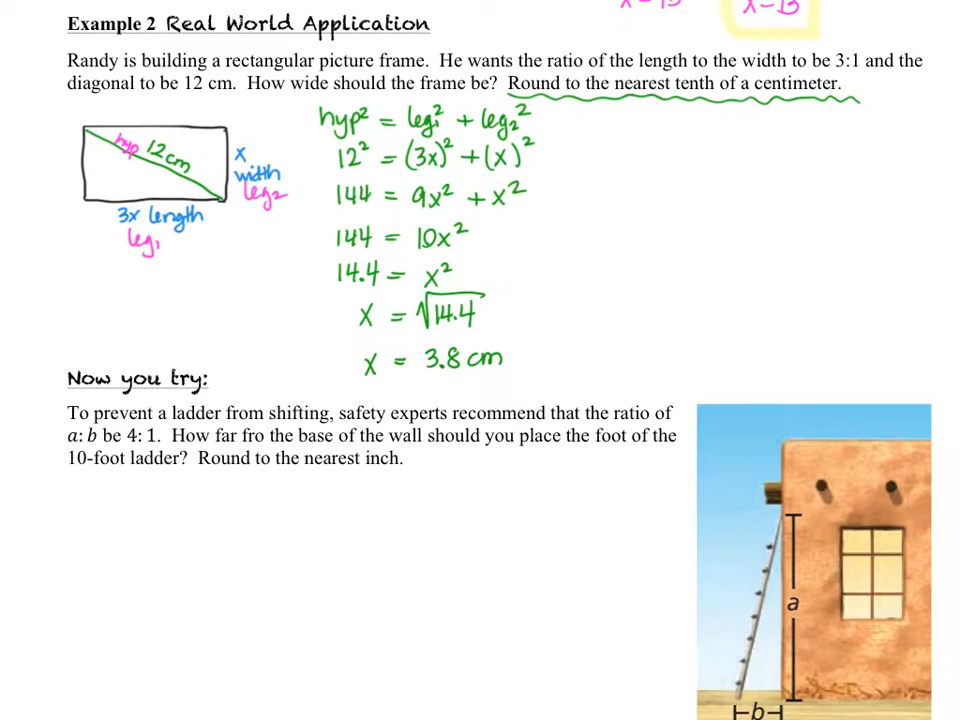 x = 13
Example 2 Real World Application
Randy is building a rectangular picture frame. He wants the ratio of the length to the width to be 3:1 and the
diagonal to be 12 cm. How wide should the frame be? Round to the nearest tenth of a centimeter.
hyp² = leg₁² + leg₂²
hyp 12cm
x
width
leg₂
3x length
leg₁
12² = (3x)² + (x)²
144 = 9x² + x²
144 = 10x²
14.4 = x²
x = √14.4
x = 3.8 cm
Now you try:
To prevent a ladder from shifting, safety experts recommend that the ratio of
a: b be 4: 1. How far fro the base of the wall should you place the foot of the
10-foot ladder? Round to the nearest inch.
a
b